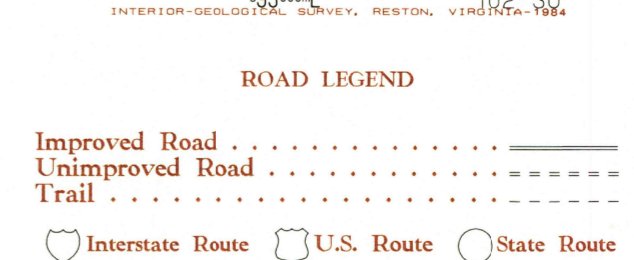 INTERIOR-GEOLOGICAL SURVEY, RESTON, VIRGINIA-1984
ROAD LEGEND
Improved Road
Unimproved Road
Trail
Interstate Route U.S. Route State Route